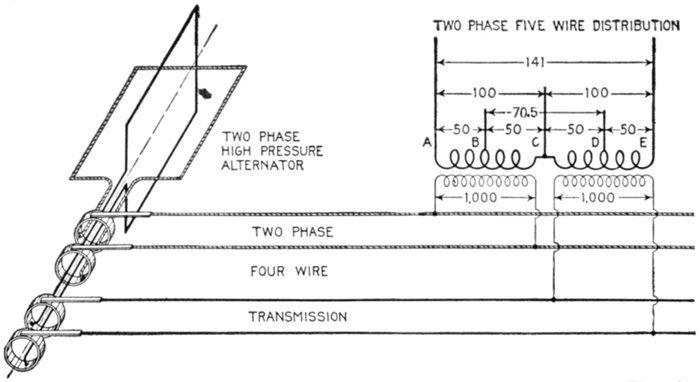 TWO PHASE FIVE WIRE DISTRIBUTION
141
100 100
70.5
50 50 50 50
A B C D E
1,000 1,000
TWO PHASE
HIGH PRESSURE
ALTERNATOR
TWO PHASE
FOUR WIRE
TRANSMISSION